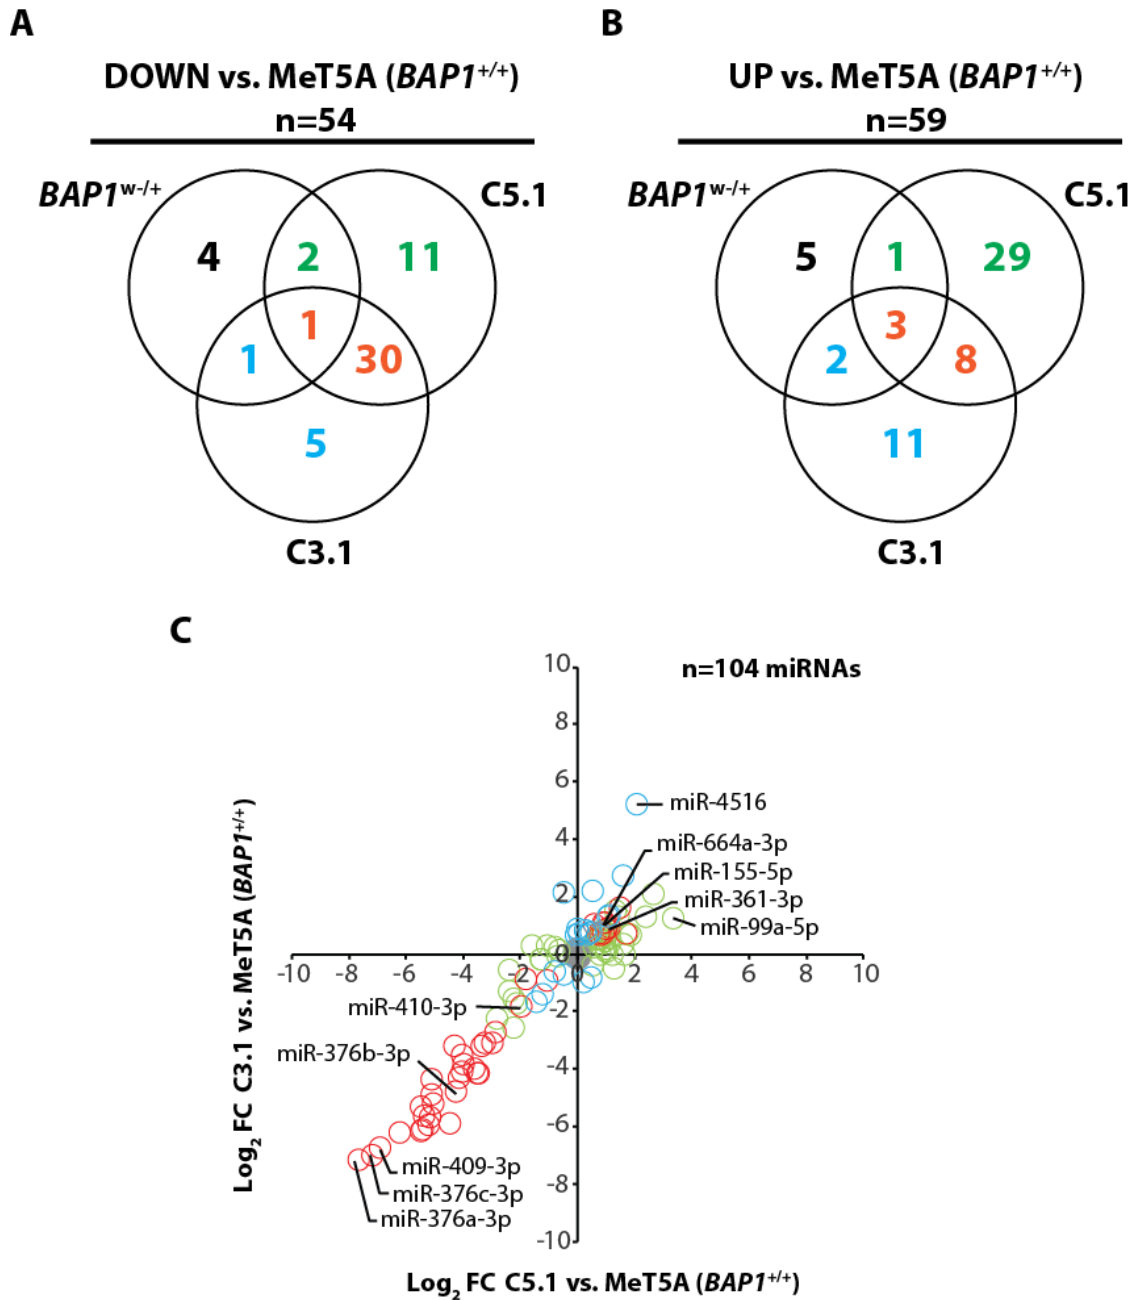 A
DOWN vs. MeT5A (BAP1+/+)
n=54
BAP1w-/+
C5.1
4
2
11
1
1
30
5
C3.1
B
UP vs. MeT5A (BAP1+/+)
n=59
BAP1w-/+
C5.1
5
1
29
3
2
8
11
C3.1
C
n=104 miRNAs
10
8
6
4
2
0
-2
-4
-6
-8
-10
-10
-8
-6
-4
-2
0
2
4
6
8
10
miR-4516
miR-664a-3p
miR-155-5p
miR-361-3p
miR-99a-5p
miR-410-3p
miR-376b-3p
miR-409-3p
miR-376c-3p
miR-376a-3p
Log2 FC C3.1 vs. MeT5A (BAP1+/+)
Log2 FC C5.1 vs. MeT5A (BAP1+/+)